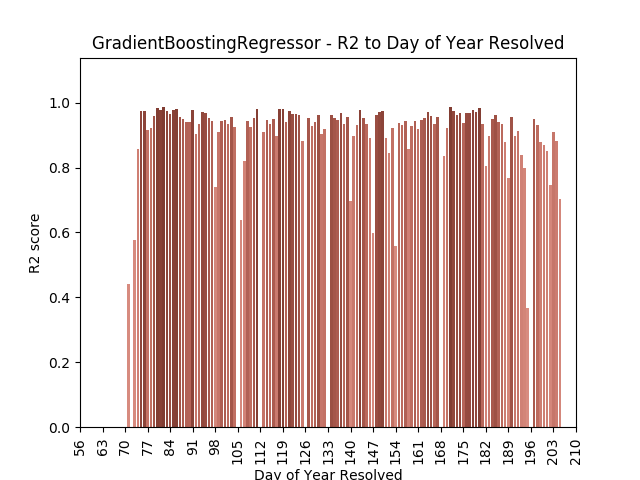 GradientBoostingRegressor - R2 to Day of Year Resolved
R2 score
1.0
0.8
0.6
0.4
0.2
0.0
56 63 70 77 84 91 98 105 112 119 126 133 140 147 154 161 168 175 182 189 196 203 210
Day of Year Resolved